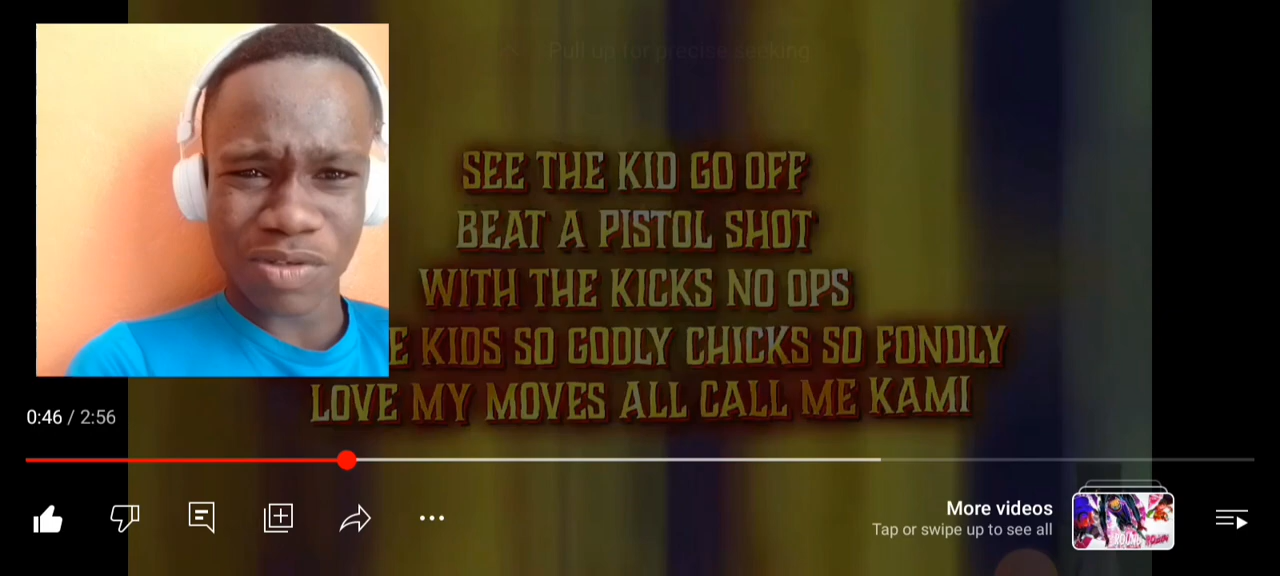 Pull up for precise seeking
SEE THE KID GO OFF
BEAT A PISTOL SHOT
WITH THE KICKS NO OPS
E KIDS SO GODLY CHICKS SO FONDLY
LOVE MY MOVES ALL CALL ME KAMI
0:46 / 2:56
More videos
Tap or swipe up to see all